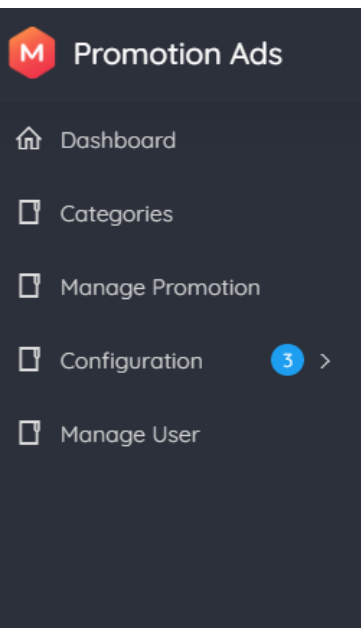 M Promotion Ads
Dashboard
Categories
Manage Promotion
Configuration 3
Manage User